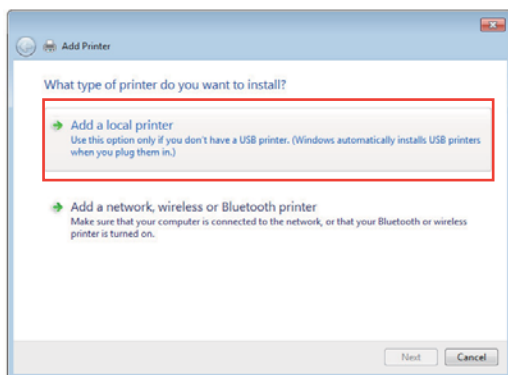 Add Printer
What type of printer do you want to install?
Add a local printer
Use this option only if you don't have a USB printer. (Windows automatically installs USB printers
when you plug them in.)
Add a network, wireless or Bluetooth printer
Make sure that your computer is connected to the network, or that your Bluetooth or wireless
printer is turned on.
Next Cancel